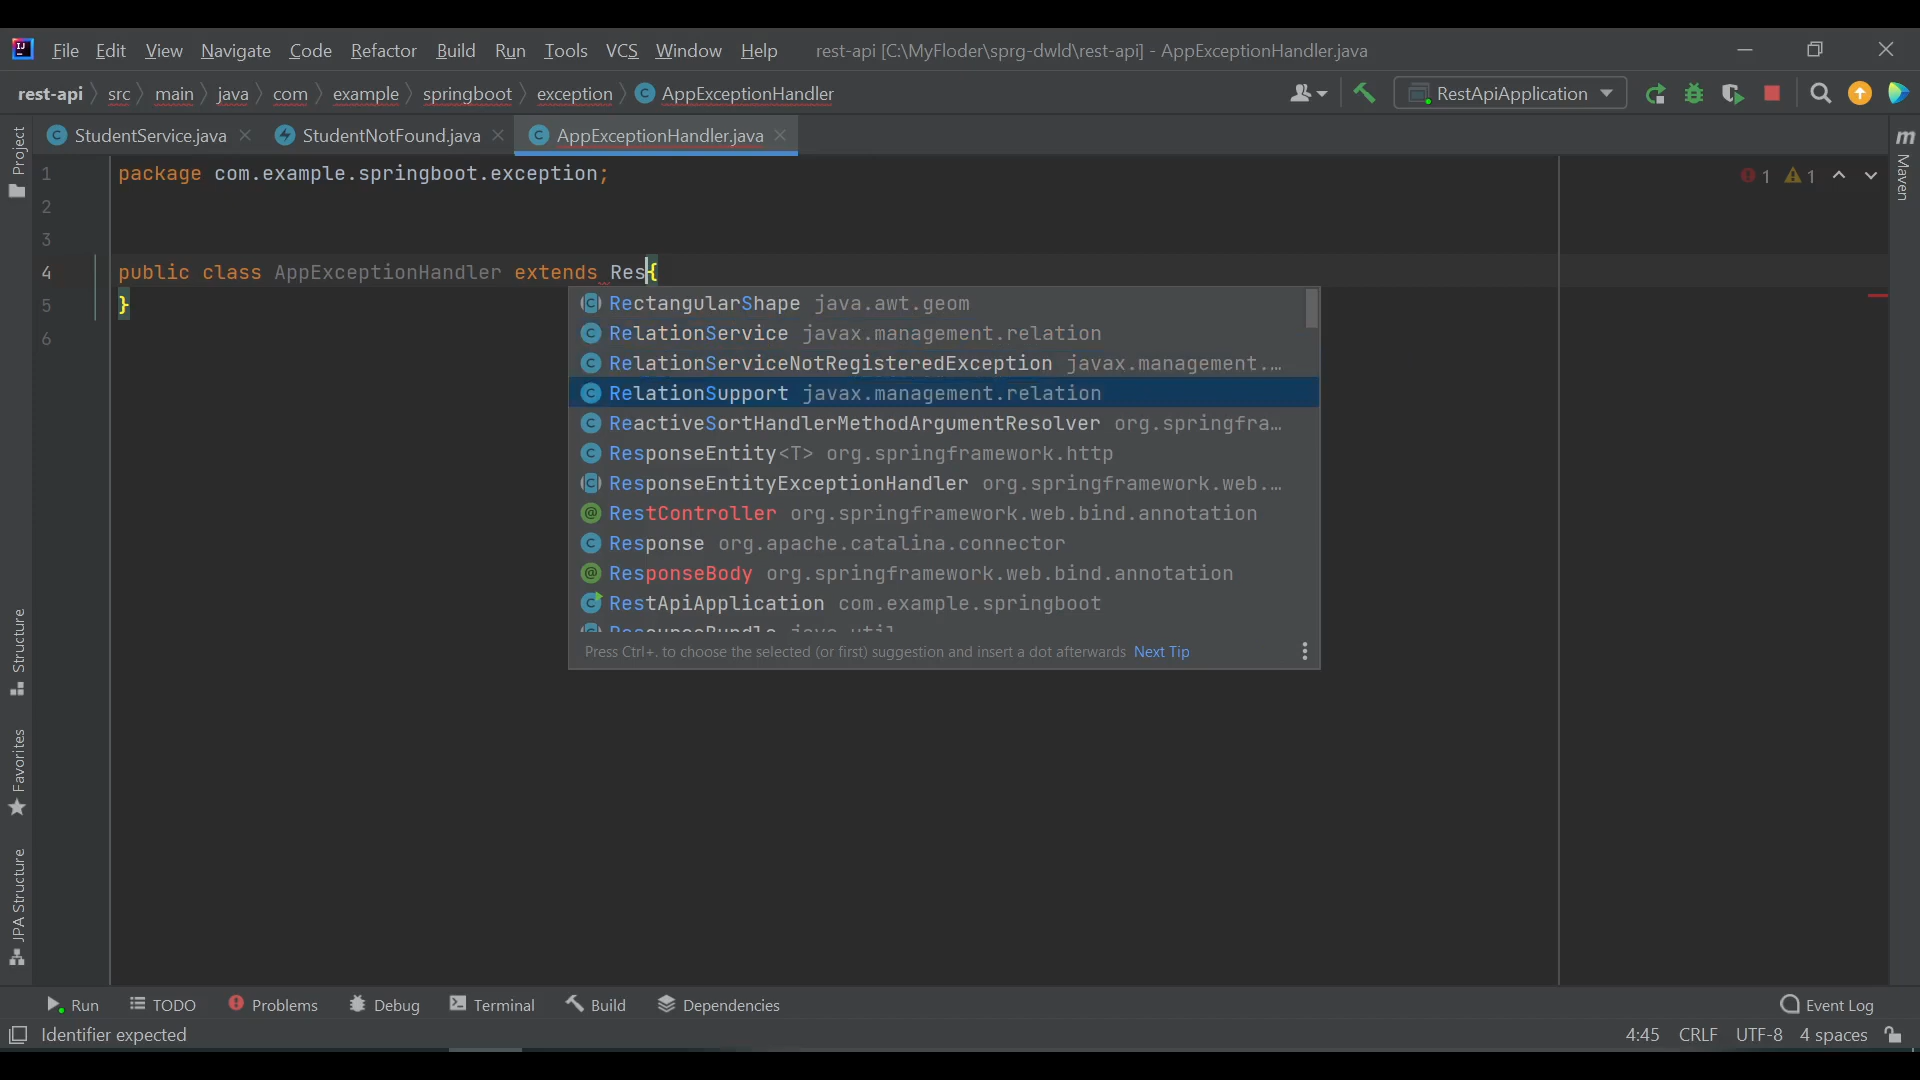 File Edit View Navigate Code Refactor Build Run Tools VCS Window Help rest-api [C:\MyFloder\sprg-dwld\rest-api] - AppExceptionHandler.java
rest-api src main java com example springboot exception AppExceptionHandler RestApiApplication
StudentService.java StudentNotFound.java AppExceptionHandler.java
Project
Structure
Favorites
JPA Structure
m Maven
1 package com.example.springboot.exception; 1 1
2
3
4 public class AppExceptionHandler extends Res{
5 }
6
RectangularShape java.awt.geom
RelationService javax.management.relation
RelationServiceNotRegisteredException javax.management.…
RelationSupport javax.management.relation
ReactiveSortHandlerMethodArgumentResolver org.springfra…
ResponseEntity<T> org.springframework.http
ResponseEntityExceptionHandler org.springframework.web.…
RestController org.springframework.web.bind.annotation
Response org.apache.catalina.connector
ResponseBody org.springframework.web.bind.annotation
RestApiApplication com.example.springboot
ResourceBundle java.util
Press Ctrl+. to choose the selected (or first) suggestion and insert a dot afterwards Next Tip
Run TODO Problems Debug Terminal Build Dependencies Event Log
Identifier expected 4:45 CRLF UTF-8 4 spaces